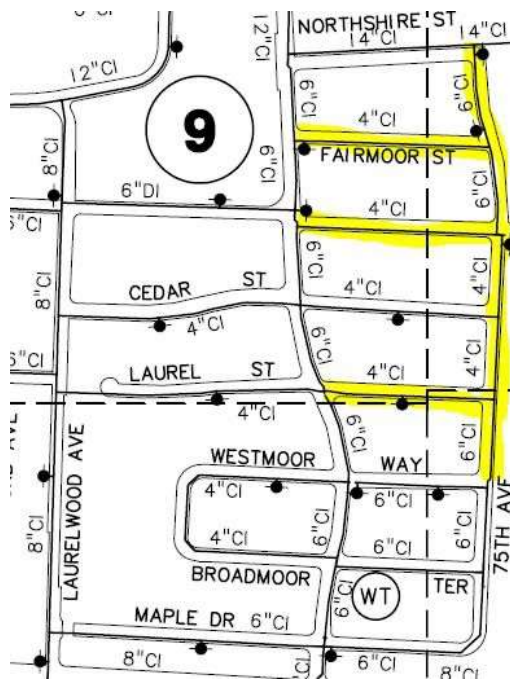 NORTHSHIRE ST
14"CI
14"CI
12"CI
12"CI
6"CI
6"CI
4"CI
9
8"CI
6"CI
FAIRMOOR ST
6"CI
6"DI
4"CI
8"CI
6"CI
4"CI
CEDAR ST
4"CI
4"CI
6"CI
4"CI
6"CI
LAUREL ST
4"CI
4"CI
6"CI
6"CI
LAURELWOOD AVE
WESTMOOR WAY
4"CI
6"CI
6"CI
8"CI
4"CI
6"CI
6"CI
75TH AVE
BROADMOOR TER
6"CI
WT
MAPLE DR 6"CI
8"CI
6"CI
8"CI